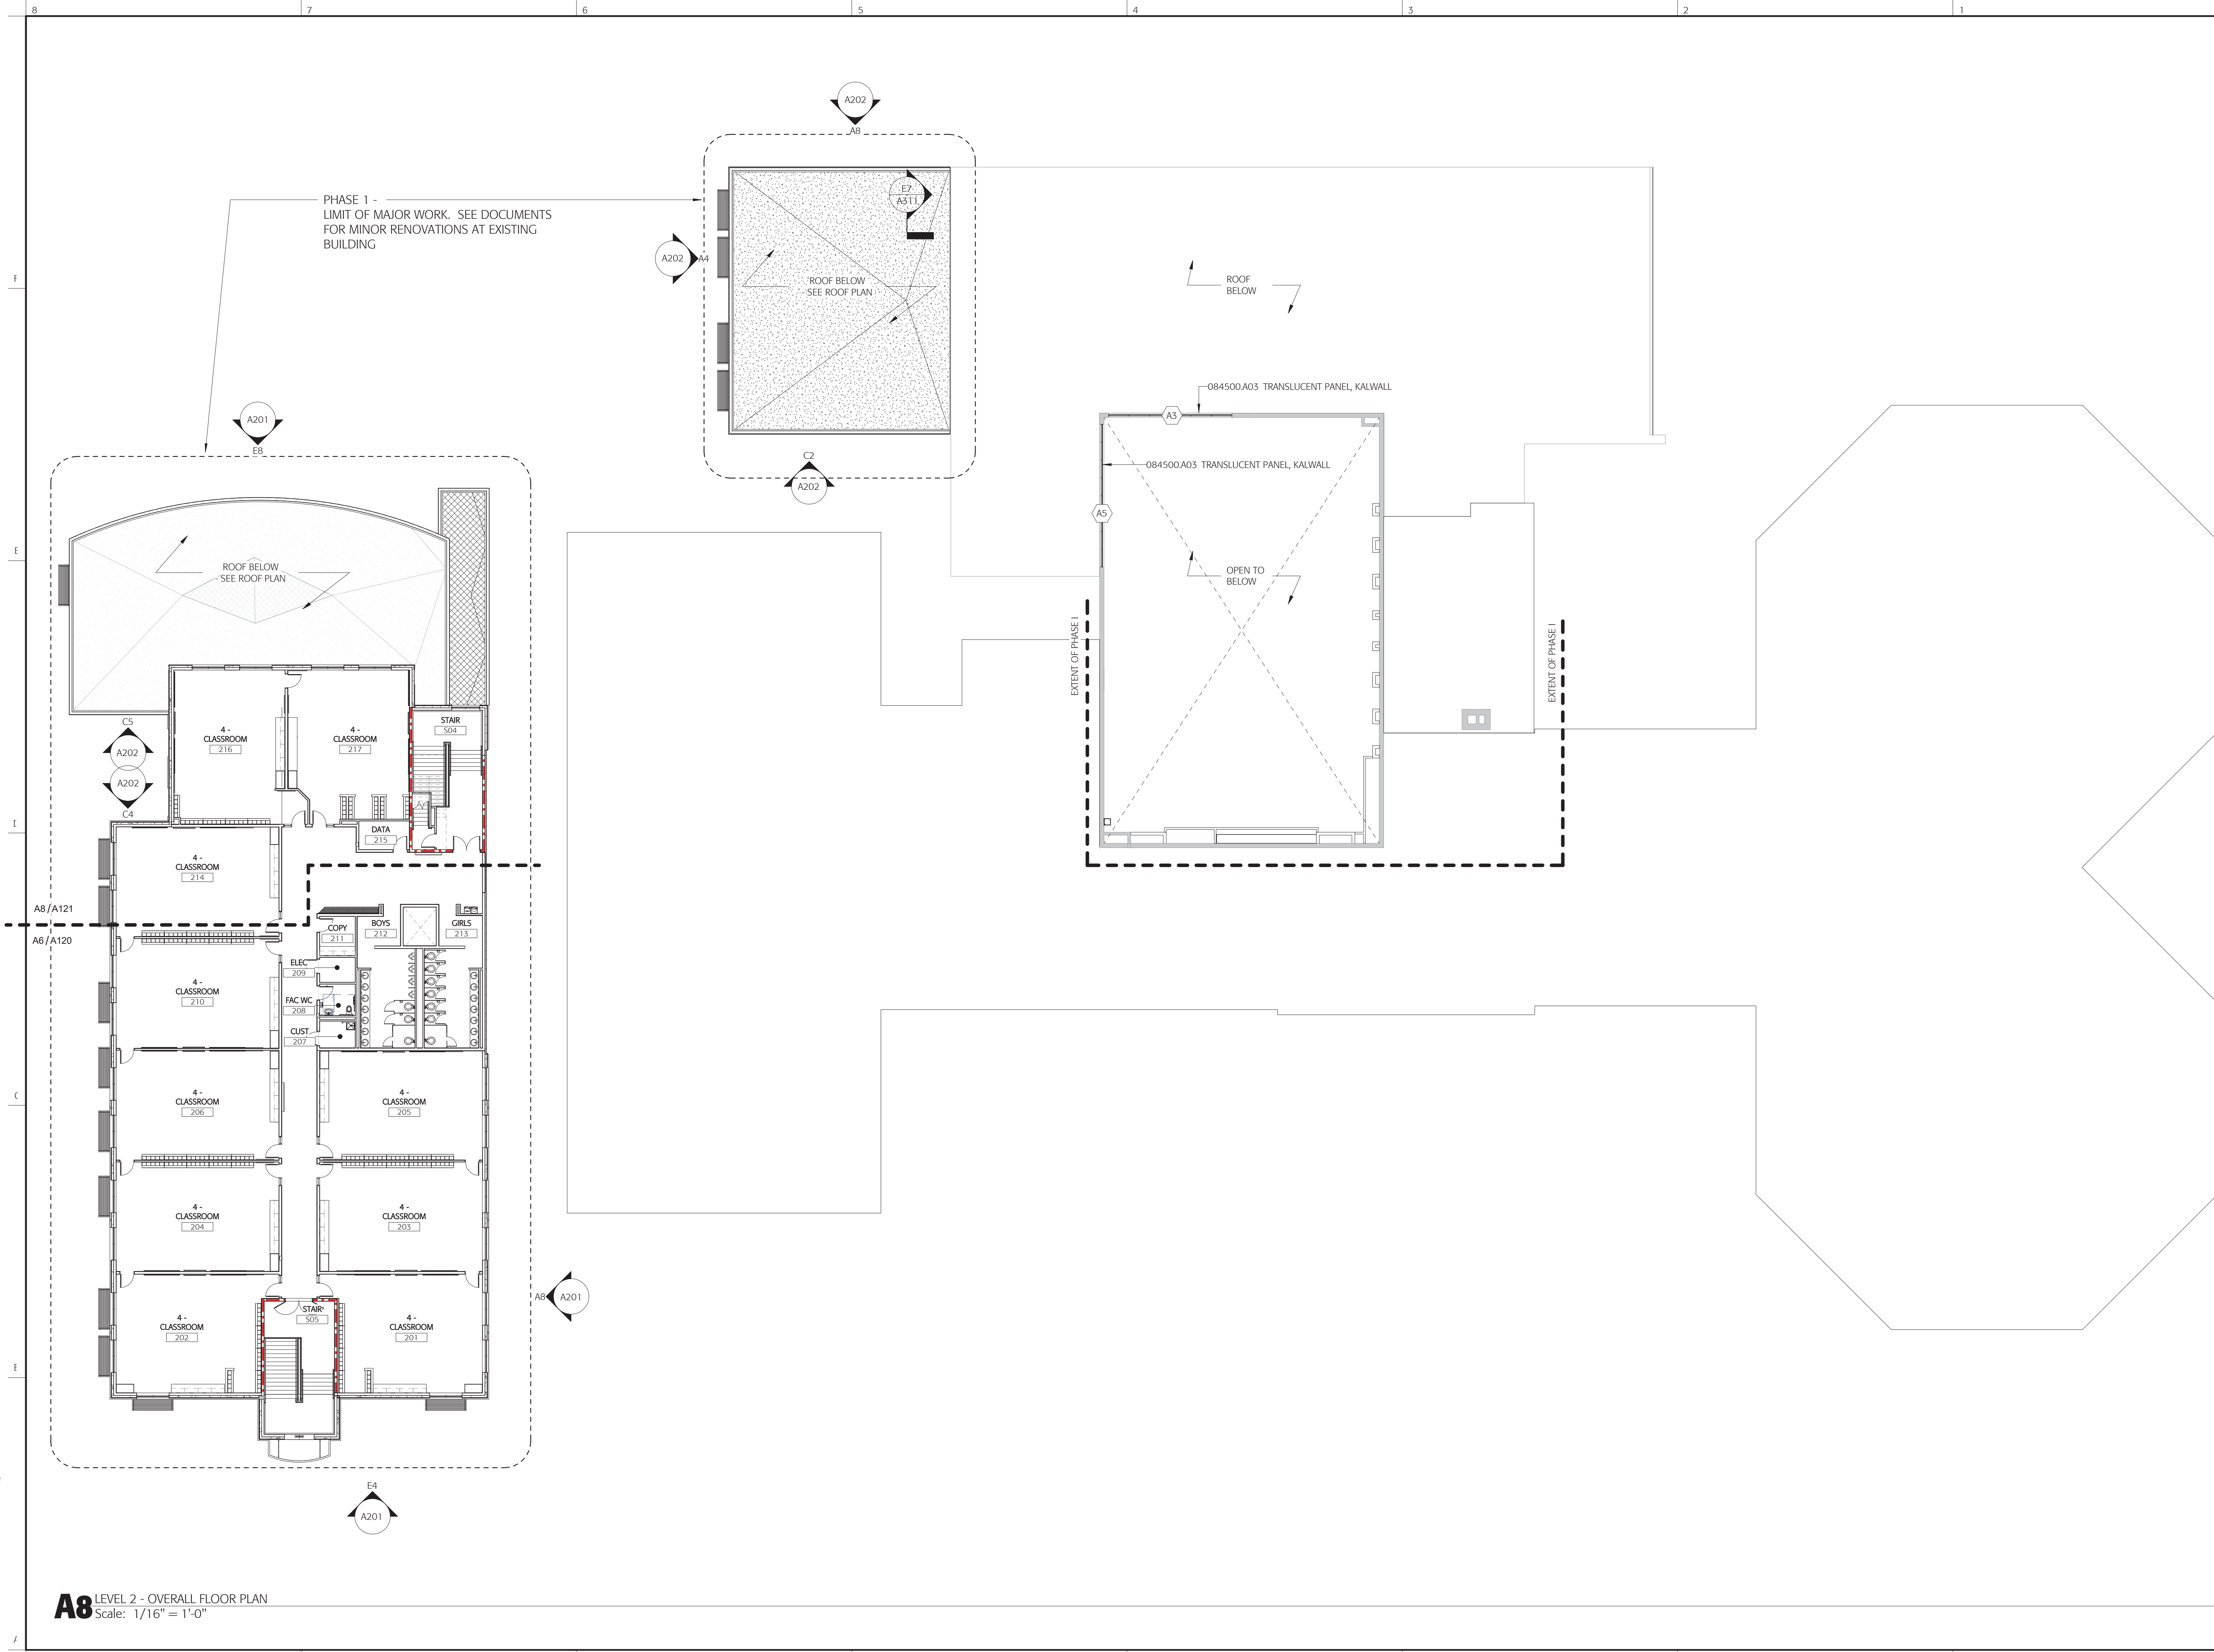 8
7
6
5
4
3
2
1
A202
A8
PHASE 1 -
LIMIT OF MAJOR WORK. SEE DOCUMENTS
FOR MINOR RENOVATIONS AT EXISTING
BUILDING
E7
A311
A202
A4
F
ROOF BELOW
SEE ROOF PLAN
ROOF
BELOW
084500.A03 TRANSLUCENT PANEL, KALWALL
A3
A201
E8
C2
A202
084500.A03 TRANSLUCENT PANEL, KALWALL
A5
E
ROOF BELOW
SEE ROOF PLAN
OPEN TO
BELOW
EXTENT OF PHASE I
EXTENT OF PHASE I
STAIR
S04
C5
A202
A202
C4
4 -
CLASSROOM
216
4 -
CLASSROOM
217
DATA
215
4 -
CLASSROOM
214
A8 / A121
A6 / A120
COPY
211
BOYS
212
GIRLS
213
ELEC
209
FAC WC
208
CUST
207
4 -
CLASSROOM
210
4 -
CLASSROOM
206
4 -
CLASSROOM
205
4 -
CLASSROOM
204
4 -
CLASSROOM
203
A8
A201
STAIR
S05
4 -
CLASSROOM
202
4 -
CLASSROOM
201
E4
A201
A8
LEVEL 2 - OVERALL FLOOR PLAN
Scale: 1/16" = 1'-0"